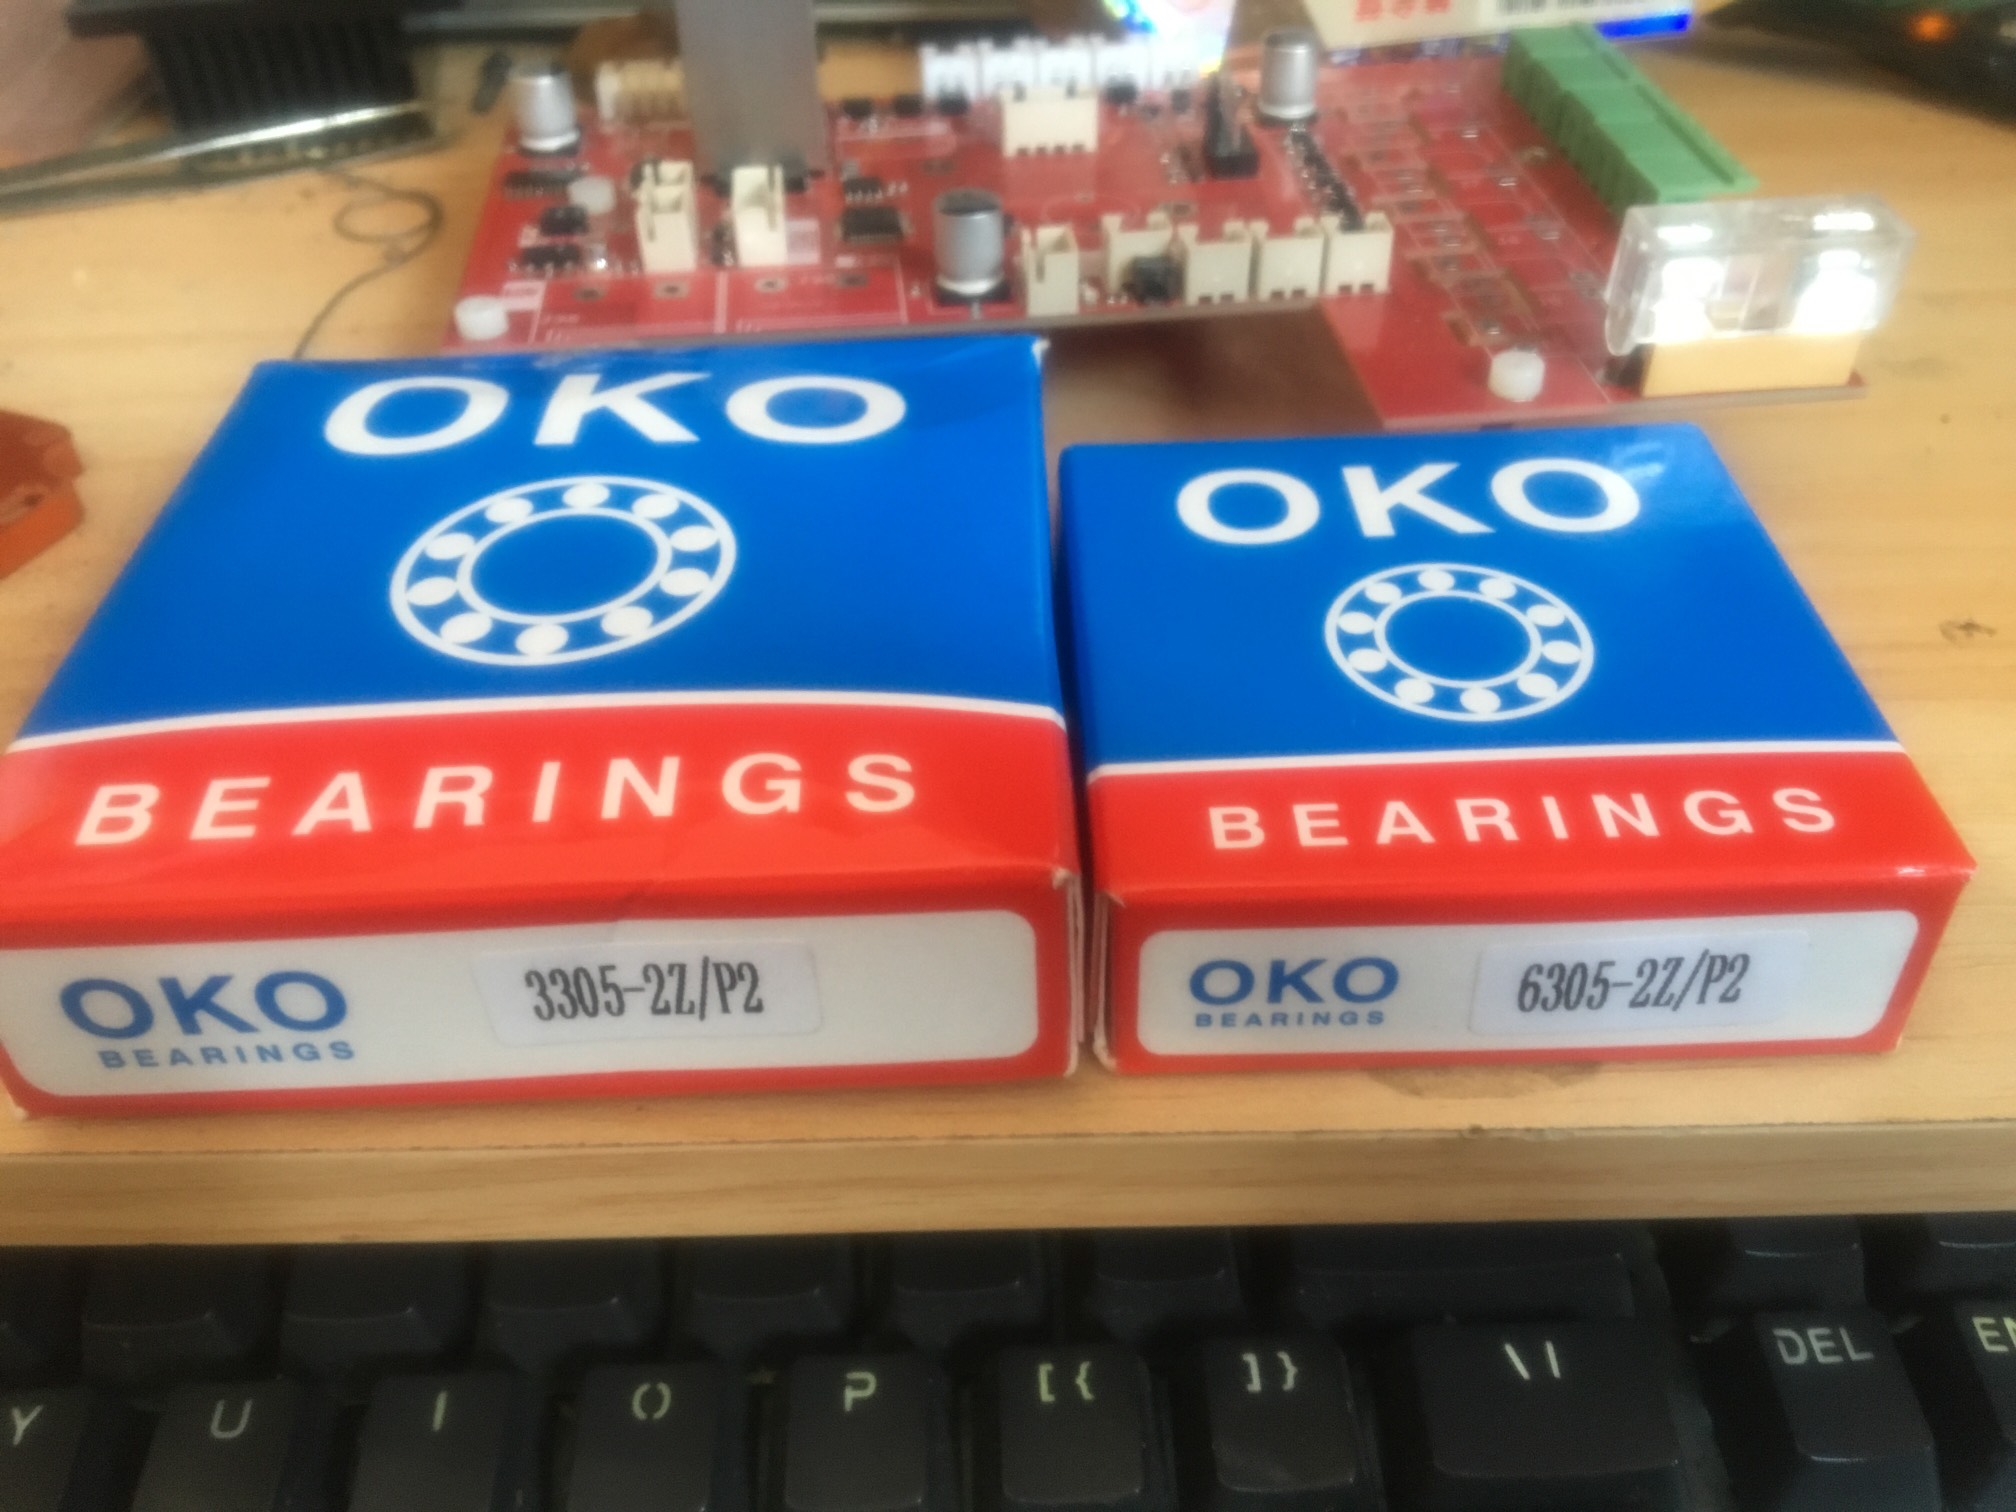 OKO
BEARINGS
OKO
BEARINGS
3305-2Z/P2
OKO
BEARINGS
OKO
BEARINGS
6305-2Z/P2
Y U I O P [ { ] } \ | DEL